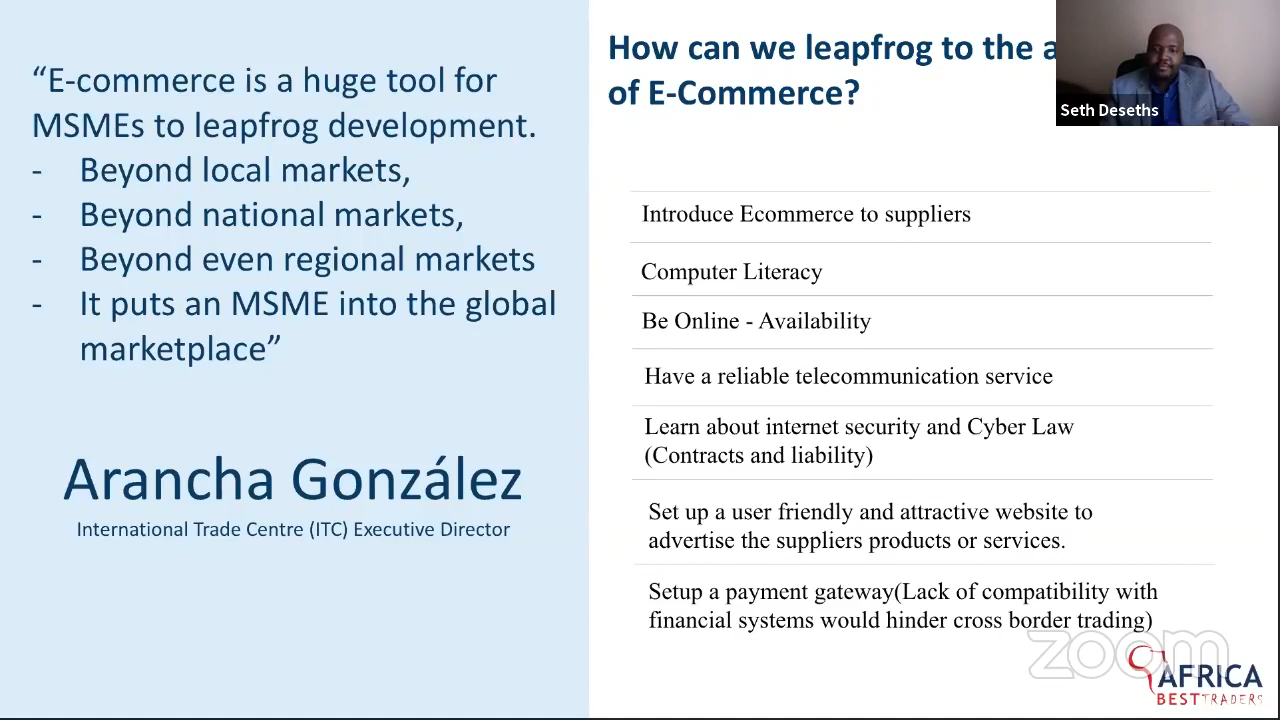 “E-commerce is a huge tool for
MSMEs to leapfrog development.
- Beyond local markets,
- Beyond national markets,
- Beyond even regional markets
- It puts an MSME into the global
marketplace”
Arancha González
International Trade Centre (ITC) Executive Director
How can we leapfrog to the
of E-Commerce?
Seth Deseths
Introduce Ecommerce to suppliers
Computer Literacy
Be Online - Availability
Have a reliable telecommunication service
Learn about internet security and Cyber Law
(Contracts and liability)
Set up a user friendly and attractive website to
advertise the suppliers products or services.
Setup a payment gateway(Lack of compatibility with
financial systems would hinder cross border trading)
zoom
AFRICA
BESTTRADERS